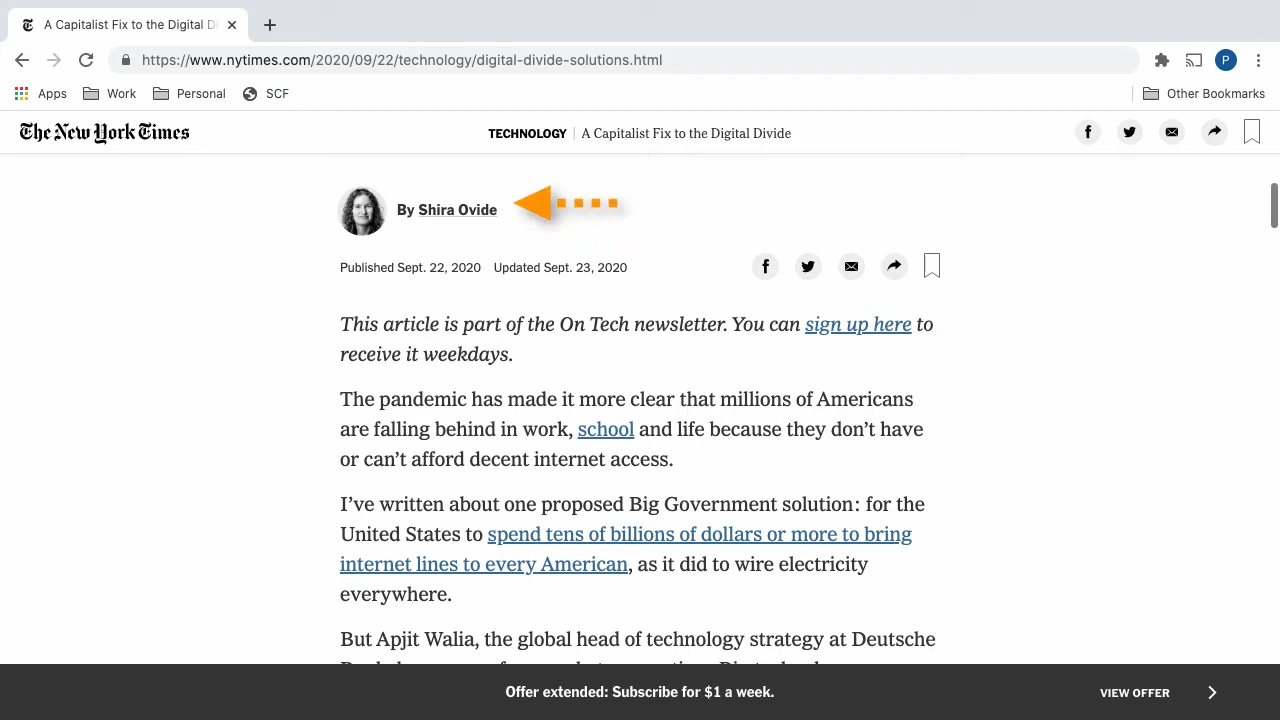 A Capitalist Fix to the Digital D
https://www.nytimes.com/2020/09/22/technology/digital-divide-solutions.html
P
Apps Work Personal SCF Other Bookmarks
The New York Times TECHNOLOGY | A Capitalist Fix to the Digital Divide
By Shira Ovide
Published Sept. 22, 2020 Updated Sept. 23, 2020
This article is part of the On Tech newsletter. You can sign up here to
receive it weekdays.
The pandemic has made it more clear that millions of Americans
are falling behind in work, school and life because they don’t have
or can’t afford decent internet access.
I’ve written about one proposed Big Government solution: for the
United States to spend tens of billions of dollars or more to bring
internet lines to every American, as it did to wire electricity
everywhere.
But Apjit Walia, the global head of technology strategy at Deutsche
Offer extended: Subscribe for $1 a week.
VIEW OFFER